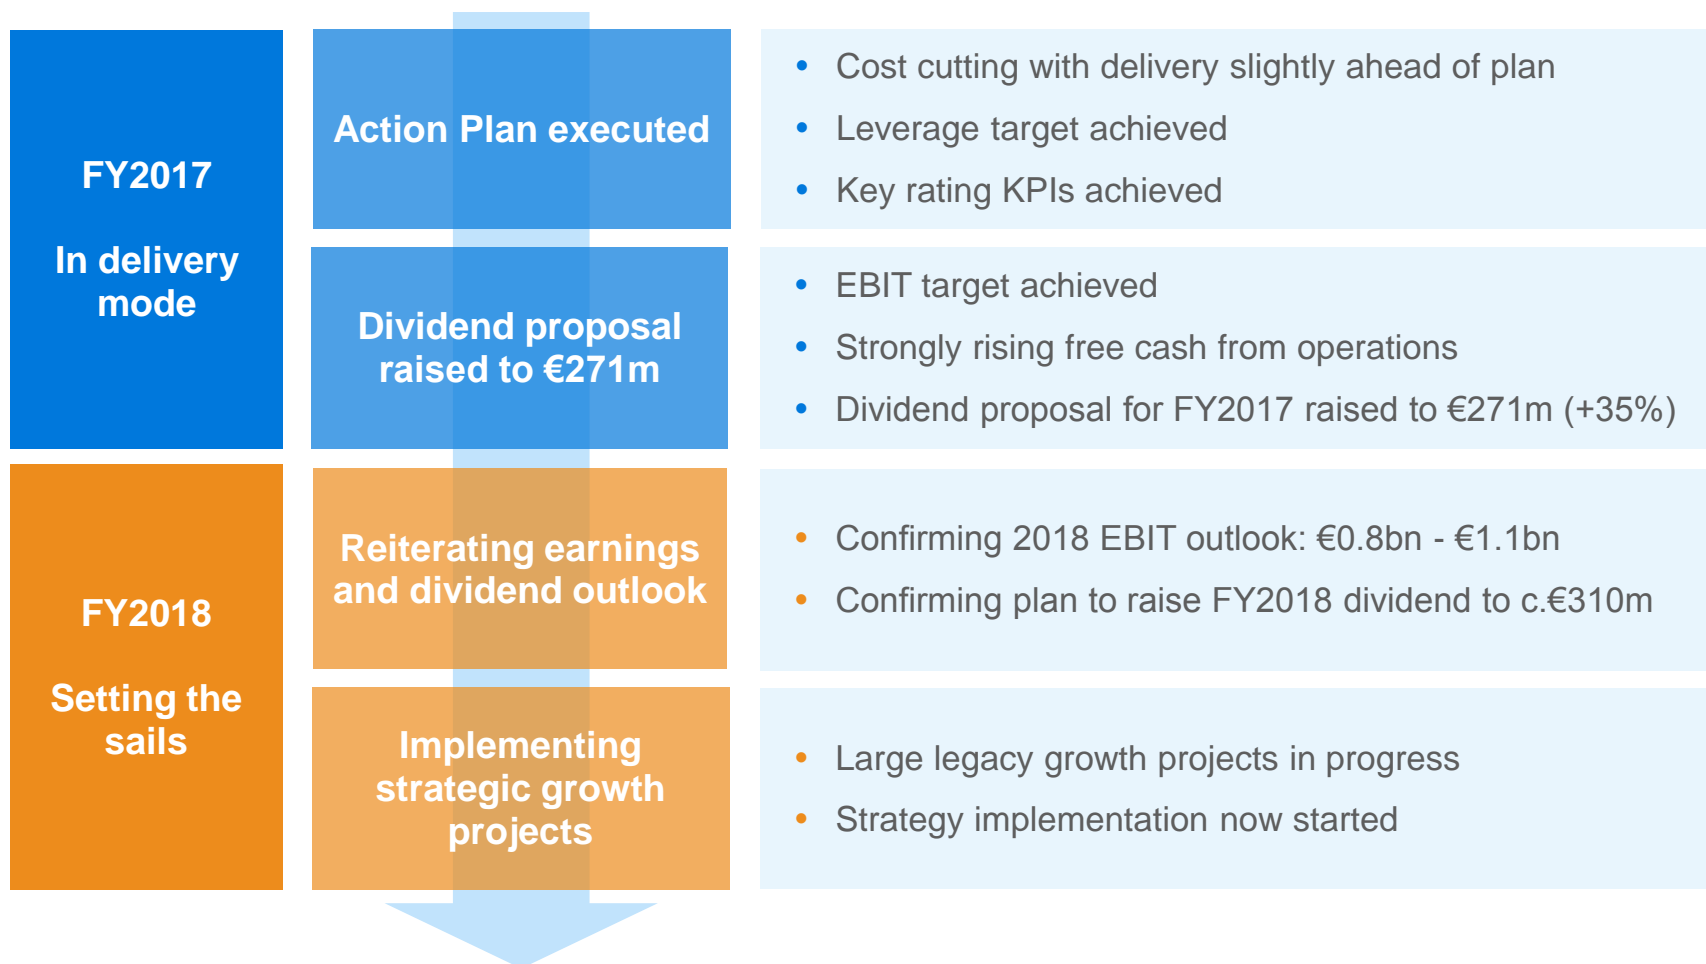 FY2017
In delivery
mode
Action Plan executed
• Cost cutting with delivery slightly ahead of plan
• Leverage target achieved
• Key rating KPIs achieved
Dividend proposal
raised to €271m
• EBIT target achieved
• Strongly rising free cash from operations
• Dividend proposal for FY2017 raised to €271m (+35%)
FY2018
Setting the
sails
Reiterating earnings
and dividend outlook
• Confirming 2018 EBIT outlook: €0.8bn - €1.1bn
• Confirming plan to raise FY2018 dividend to c.€310m
Implementing
strategic growth
projects
• Large legacy growth projects in progress
• Strategy implementation now started